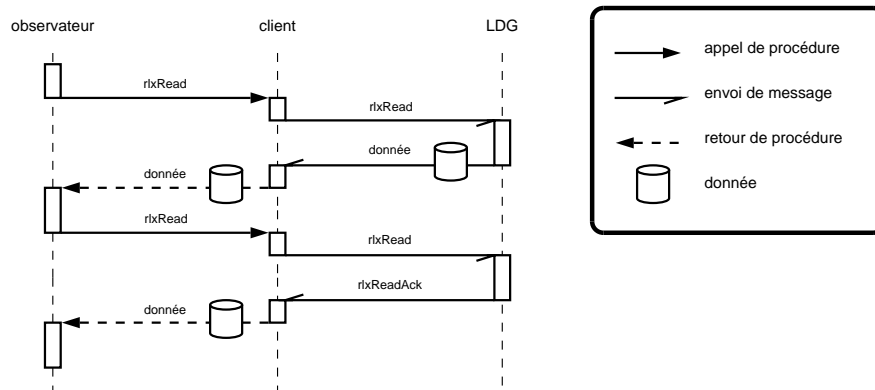 observateur client LDG
rlxRead
rlxRead
donnée
donnée
rlxRead
rlxRead
rlxReadAck
donnée
appel de procédure
envoi de message
retour de procédure
donnée